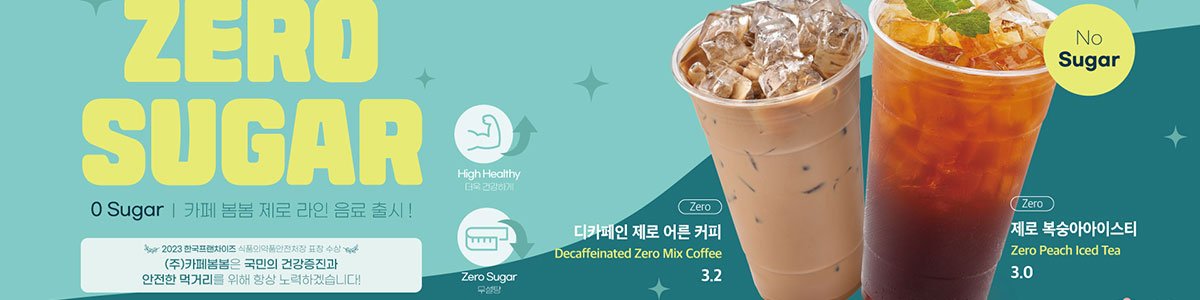 ZERO
SUGAR
0 Sugar | 카페 봄봄 제로 라인 음료 출시!
2023 한국프랜차이즈 식품의약품안전처장 표창 수상
(주)카페봄봄은 국민의 건강증진과
안전한 먹거리를 위해 항상 노력하겠습니다!
High Healthy
더욱 건강하게
Zero Sugar
무설탕
Zero
디카페인 제로 어른 커피
Decaffeinated Zero Mix Coffee
3.2
No
Sugar
Zero
제로 복숭아아이스티
Zero Peach Iced Tea
3.0